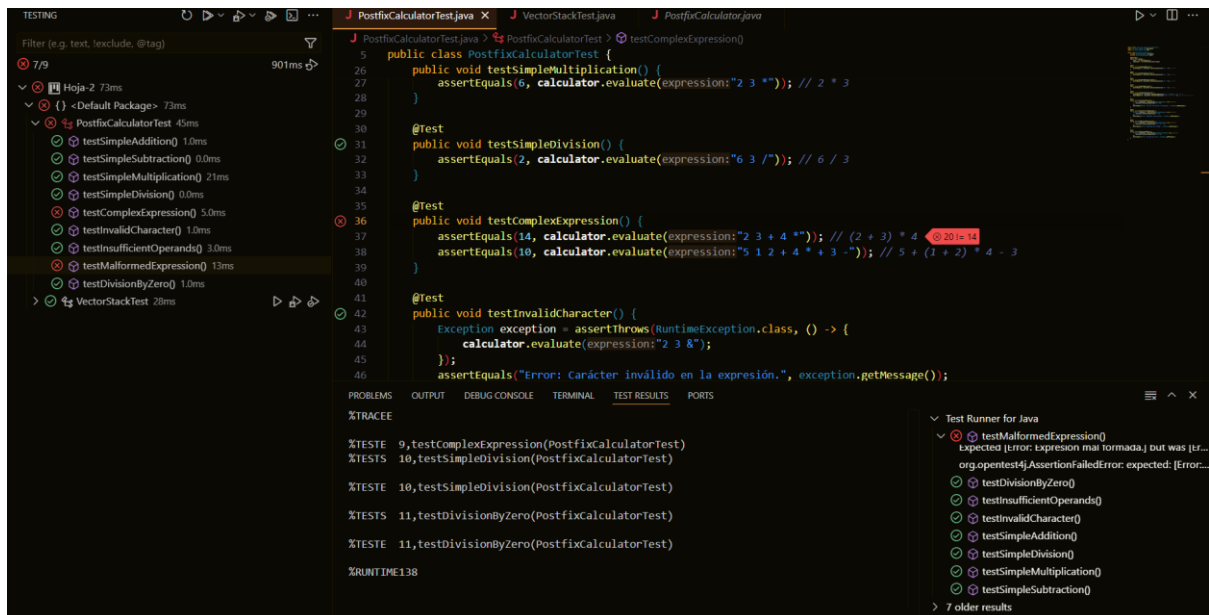 TESTING
Filter (e.g. text, !exclude, @tag)
7/9
901ms
Hoja-2 73ms
{ } <Default Package> 73ms
PostfixCalculatorTest 45ms
testSimpleAddition() 1.0ms
testSimpleSubtraction() 0.0ms
testSimpleMultiplication() 21ms
testSimpleDivision() 0.0ms
testComplexExpression() 5.0ms
testInvalidCharacter() 1.0ms
testInsufficientOperands() 3.0ms
testMalformedExpression() 13ms
testDivisionByZero() 1.0ms
VectorStackTest 28ms
J PostfixCalculatorTest.java
J VectorStackTest.java
J PostfixCalculator.java
J PostfixCalculatorTest.java > PostfixCalculatorTest > testComplexExpression()
5 public class PostfixCalculatorTest {
26 public void testSimpleMultiplication() {
27 assertEquals(6, calculator.evaluate(expression:"2 3 *")); // 2 * 3
28 }
29
30 @Test
31 public void testSimpleDivision() {
32 assertEquals(2, calculator.evaluate(expression:"6 3 /")); // 6 / 3
33 }
34
35 @Test
36 public void testComplexExpression() {
37 assertEquals(14, calculator.evaluate(expression:"2 3 + 4 *")); // (2 + 3) * 4 20 != 14
38 assertEquals(10, calculator.evaluate(expression:"5 1 2 + 4 * + 3 -")); // 5 + (1 + 2) * 4 - 3
39 }
40
41 @Test
42 public void testInvalidCharacter() {
43 Exception exception = assertThrows(RuntimeException.class, () -> {
44 calculator.evaluate(expression:"2 3 &");
45 });
46 assertEquals("Error: Carácter inválido en la expresión.", exception.getMessage());
PROBLEMS OUTPUT DEBUG CONSOLE TERMINAL TEST RESULTS PORTS
%TRACEE
%TESTE 9,testComplexExpression(PostfixCalculatorTest)
%TESTS 10,testSimpleDivision(PostfixCalculatorTest)
%TESTE 10,testSimpleDivision(PostfixCalculatorTest)
%TESTS 11,testDivisionByZero(PostfixCalculatorTest)
%TESTE 11,testDivisionByZero(PostfixCalculatorTest)
%RUNTIME138
Test Runner for Java
testMalformedExpression()
Expected [Error: Expresión mal formada.] but was [Er...
org.opentest4j.AssertionFailedError: expected: [Error:...
testDivisionByZero()
testInsufficientOperands()
testInvalidCharacter()
testSimpleAddition()
testSimpleDivision()
testSimpleMultiplication()
testSimpleSubtraction()
7 older results